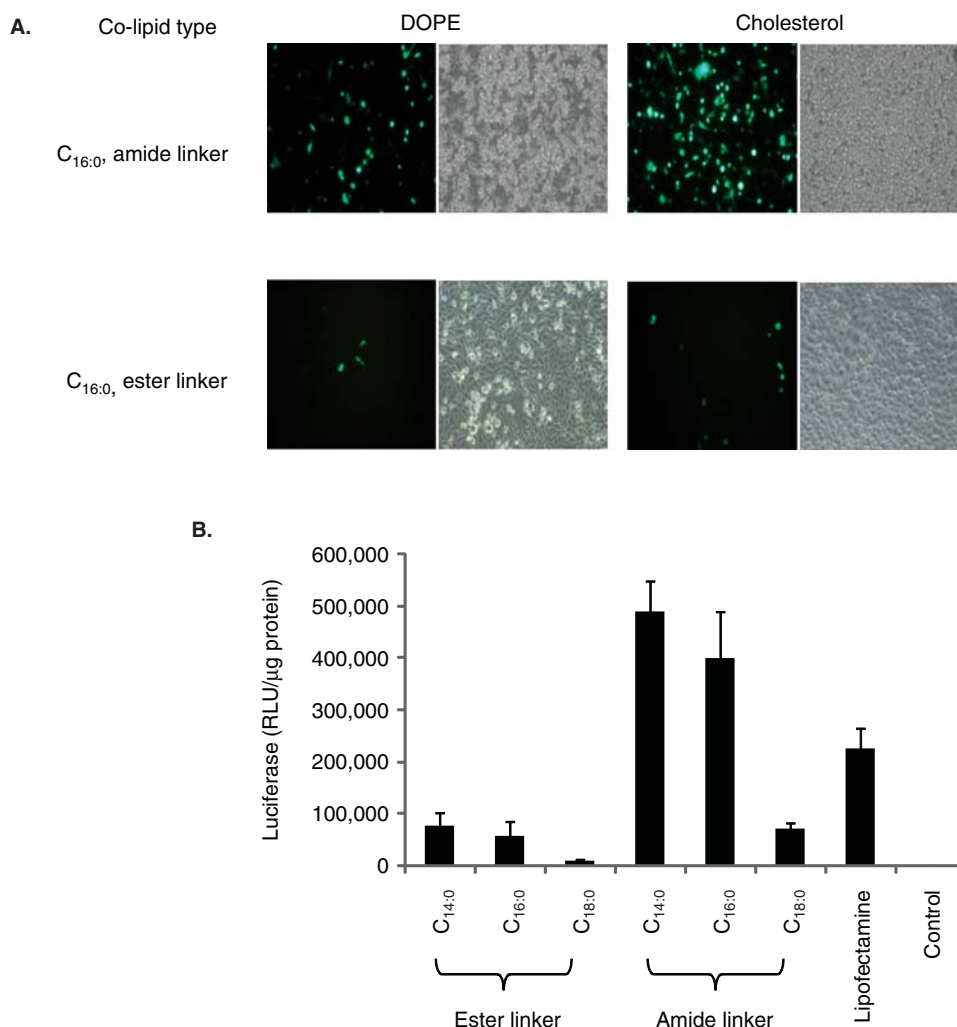 A.
Co-lipid type
DOPE
Cholesterol
C16:0, amide linker
C16:0, ester linker
B.
Luciferase (RLU/µg protein)
600,000
500,000
400,000
300,000
200,000
100,000
0
C14:0
C16:0
C18:0
C14:0
C16:0
C18:0
Lipofectamine
Control
Ester linker
Amide linker